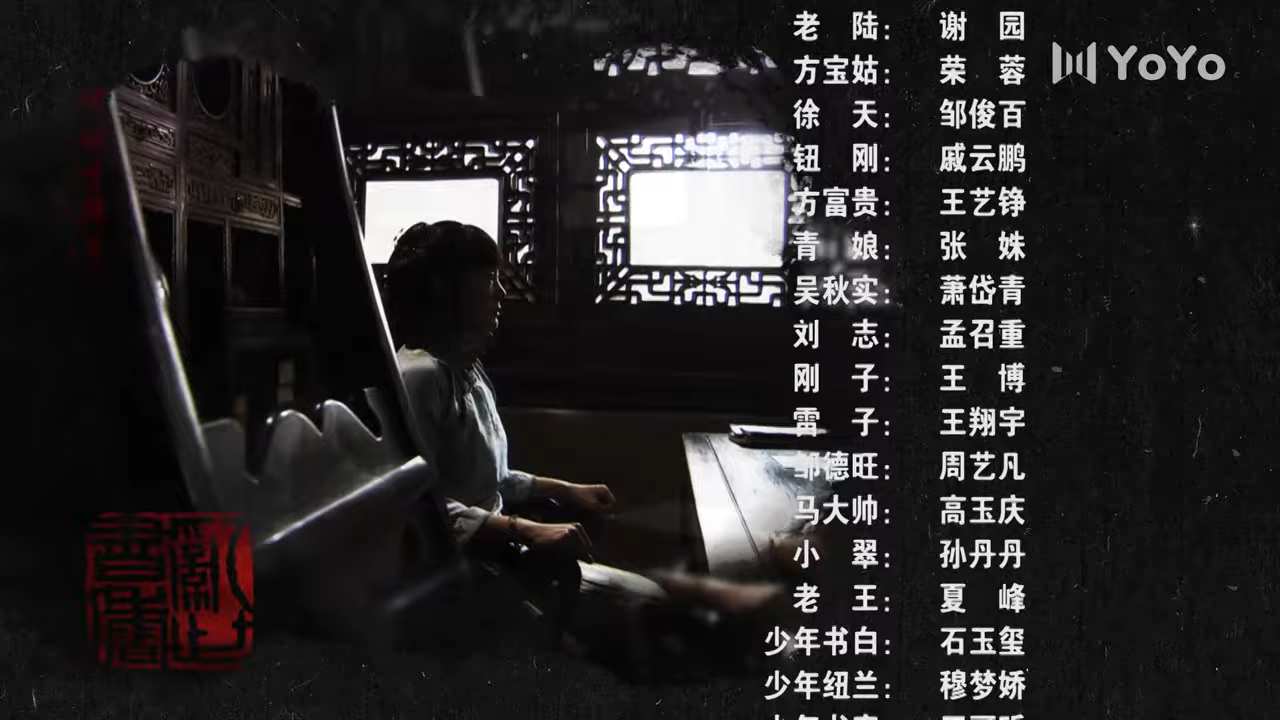 老 陆： 谢 园
YoYo
方宝姑： 荣 蓉
徐 天： 邹俊百
钮 刚： 戚云鹏
方富贵： 王艺铮
青 娘： 张 姝
吴秋实： 萧岱青
刘 志： 孟召重
刚 子： 王 博
雷 子： 王翔宇
邹德旺： 周艺凡
马大帅： 高玉庆
小 翠： 孙丹丹
老 王： 夏 峰
少年书白： 石玉玺
少年纽兰： 穆梦娇